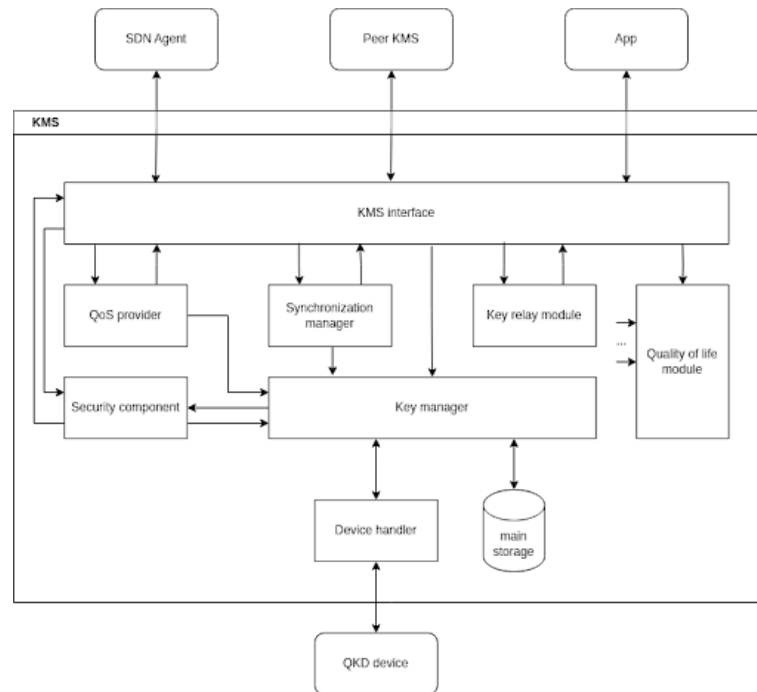 SDN Agent
Peer KMS
App
KMS
KMS interface
QoS provider
Synchronization
manager
Key relay module
...
Quality of life
module
Security component
Key manager
Device handler
main
storage
QKD device